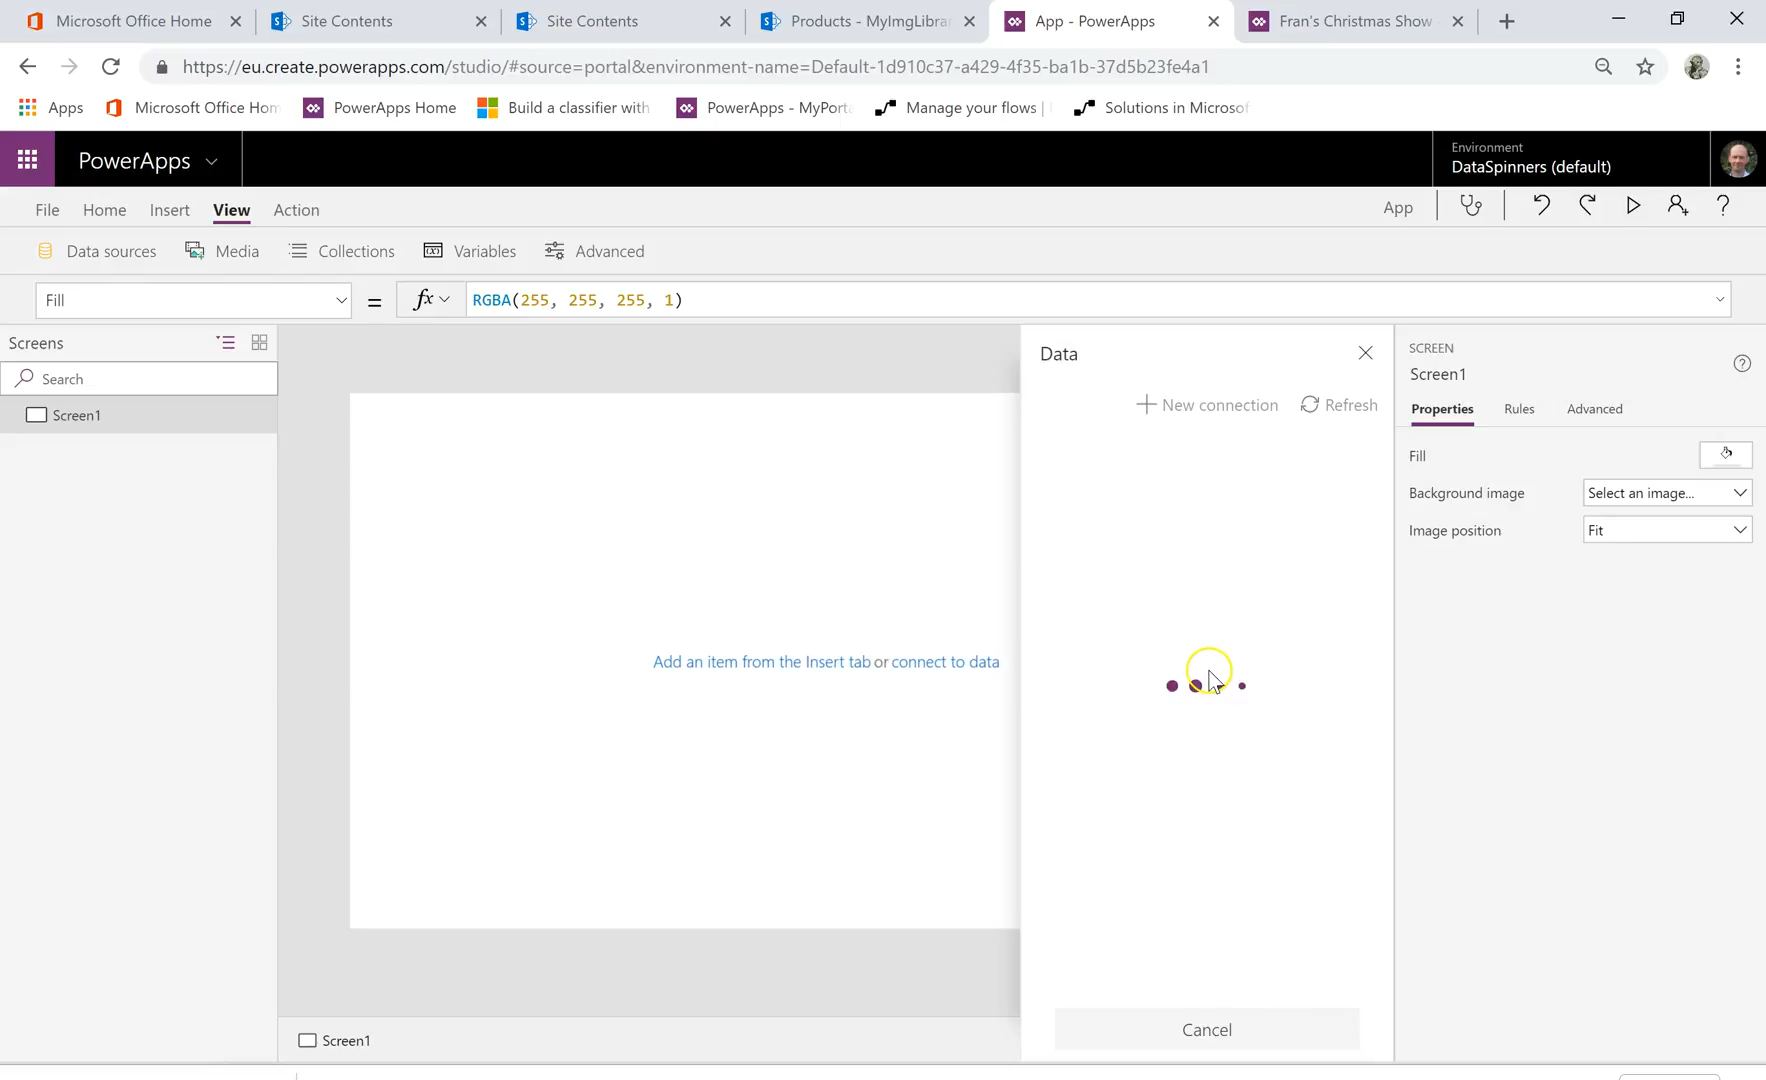 Microsoft Office Home
Site Contents
Site Contents
Products - MyImgLibra
App - PowerApps
Fran's Christmas Show -
https://eu.create.powerapps.com/studio/#source=portal&environment-name=Default-1d910c37-a429-4f35-ba1b-37d5b23fe4a1
Apps
Microsoft Office Hom
PowerApps Home
Build a classifier with
PowerApps - MyPorta
Manage your flows |
Solutions in Microsof
PowerApps
Environment
DataSpinners (default)
File
Home
Insert
View
Action
App
Data sources
Media
Collections
Variables
Advanced
Fill
=
fx
RGBA(255, 255, 255, 1)
Screens
Search
Screen1
Add an item from the Insert tab or connect to data
Screen1
Data
New connection
Refresh
Cancel
SCREEN
Screen1
Properties
Rules
Advanced
Fill
Background image
Select an image...
Image position
Fit